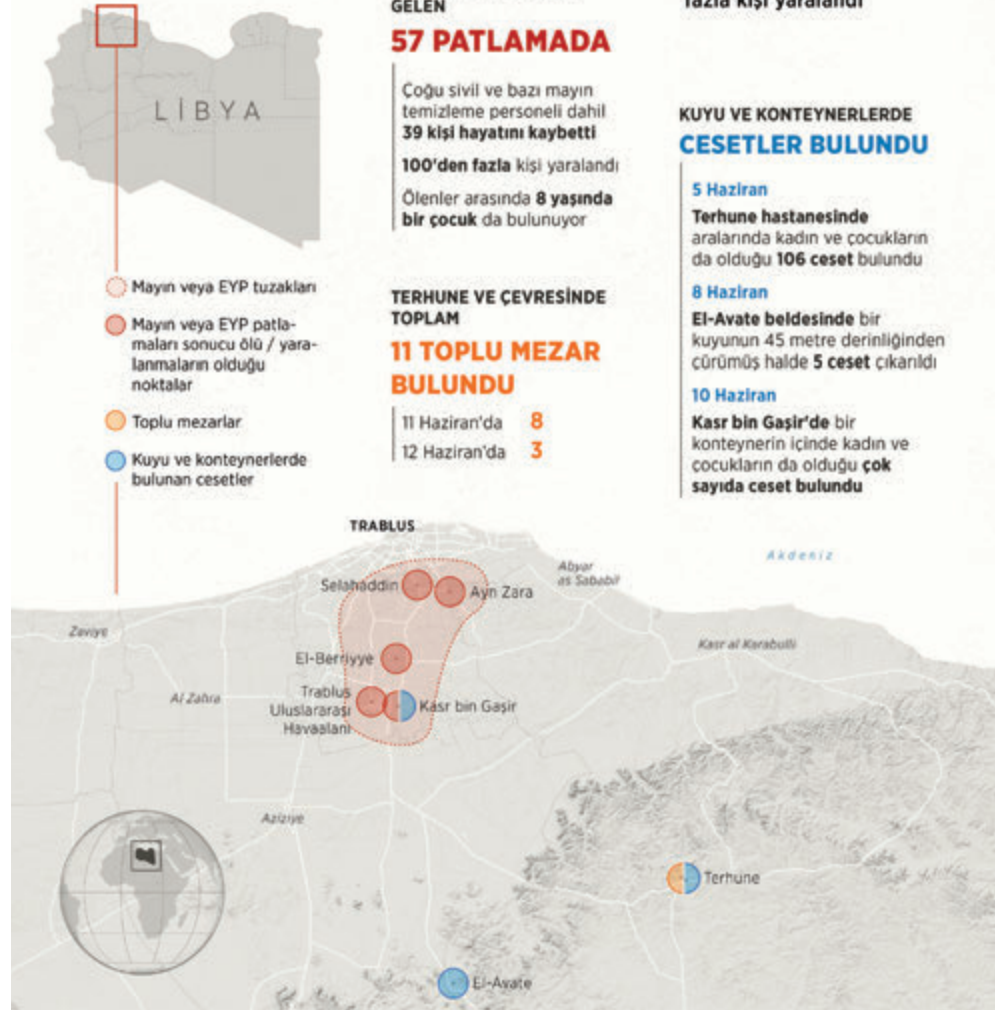 LİBYA
Mayın veya EYP tuzakları
Mayın veya EYP patla-
maları sonucu ölü / yara-
lanmaların olduğu
noktalar
Toplu mezarlar
Kuyu ve konteynerlerde
bulunan cesetler
GELEN
57 PATLAMADA
Çoğu sivil ve bazı mayın
temizleme personeli dahil
39 kişi hayatını kaybetti
100'den fazla kişi yaralandı
Ölenler arasında 8 yaşında
bir çocuk da bulunuyor
TERHUNE VE ÇEVRESİNDE
TOPLAM
11 TOPLU MEZAR
BULUNDU
11 Haziran'da 8
12 Haziran'da 3
fazla kişi yaralandı
KUYU VE KONTEYNERLERDE
CESETLER BULUNDU
5 Haziran
Terhune hastanesinde
aralarında kadın ve çocukların
da olduğu 106 ceset bulundu
8 Haziran
El-Avate beldesinde bir
kuyunun 45 metre derinliğinden
çürümüş halde 5 ceset çıkarıldı
10 Haziran
Kasr bin Gaşir'de bir
konteynerin içinde kadın ve
çocukların da olduğu çok
sayıda ceset bulundu
TRABLUS
Akdeniz
Abyar
as Sababil
Selahaddin
Ayn Zara
Zaviye
Kasr al Karabulli
El-Berriyye
Al Zahra
Trablus
Uluslararası
Havaalanı
Kasr bin Gaşir
Aziziye
Terhune
El-Avate